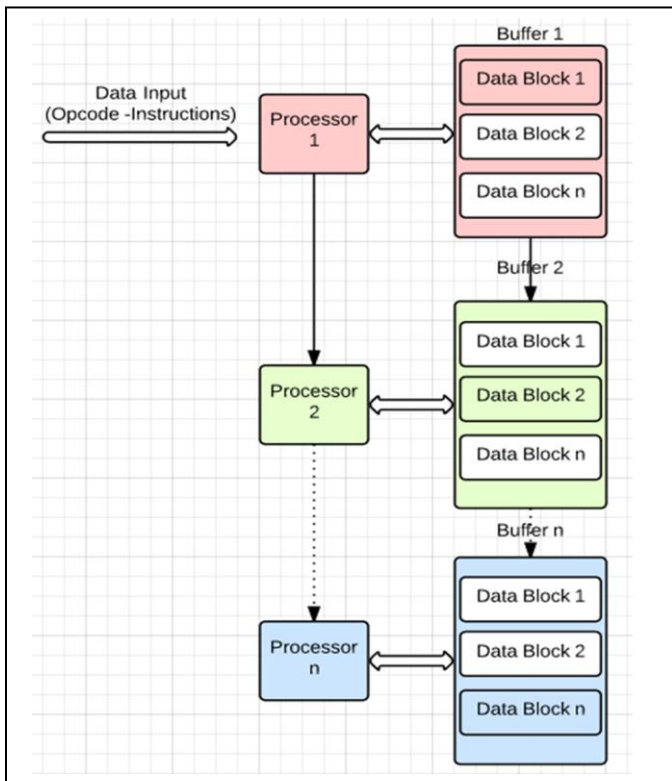 Buffer 1
Data Input
(Opcode -Instructions)
Processor
1
Data Block 1
Data Block 2
Data Block n
Buffer 2
Processor
2
Data Block 1
Data Block 2
Data Block n
Buffer n
Processor
n
Data Block 1
Data Block 2
Data Block n